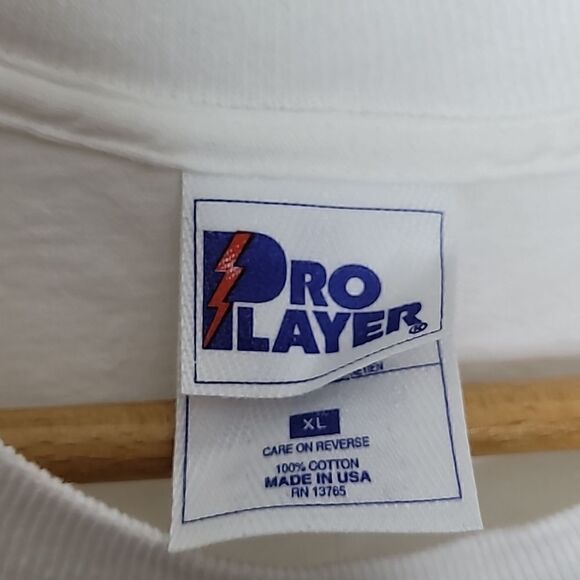 PRO
PLAYER®
XL
CARE ON REVERSE
100% COTTON
MADE IN USA
RN 13765